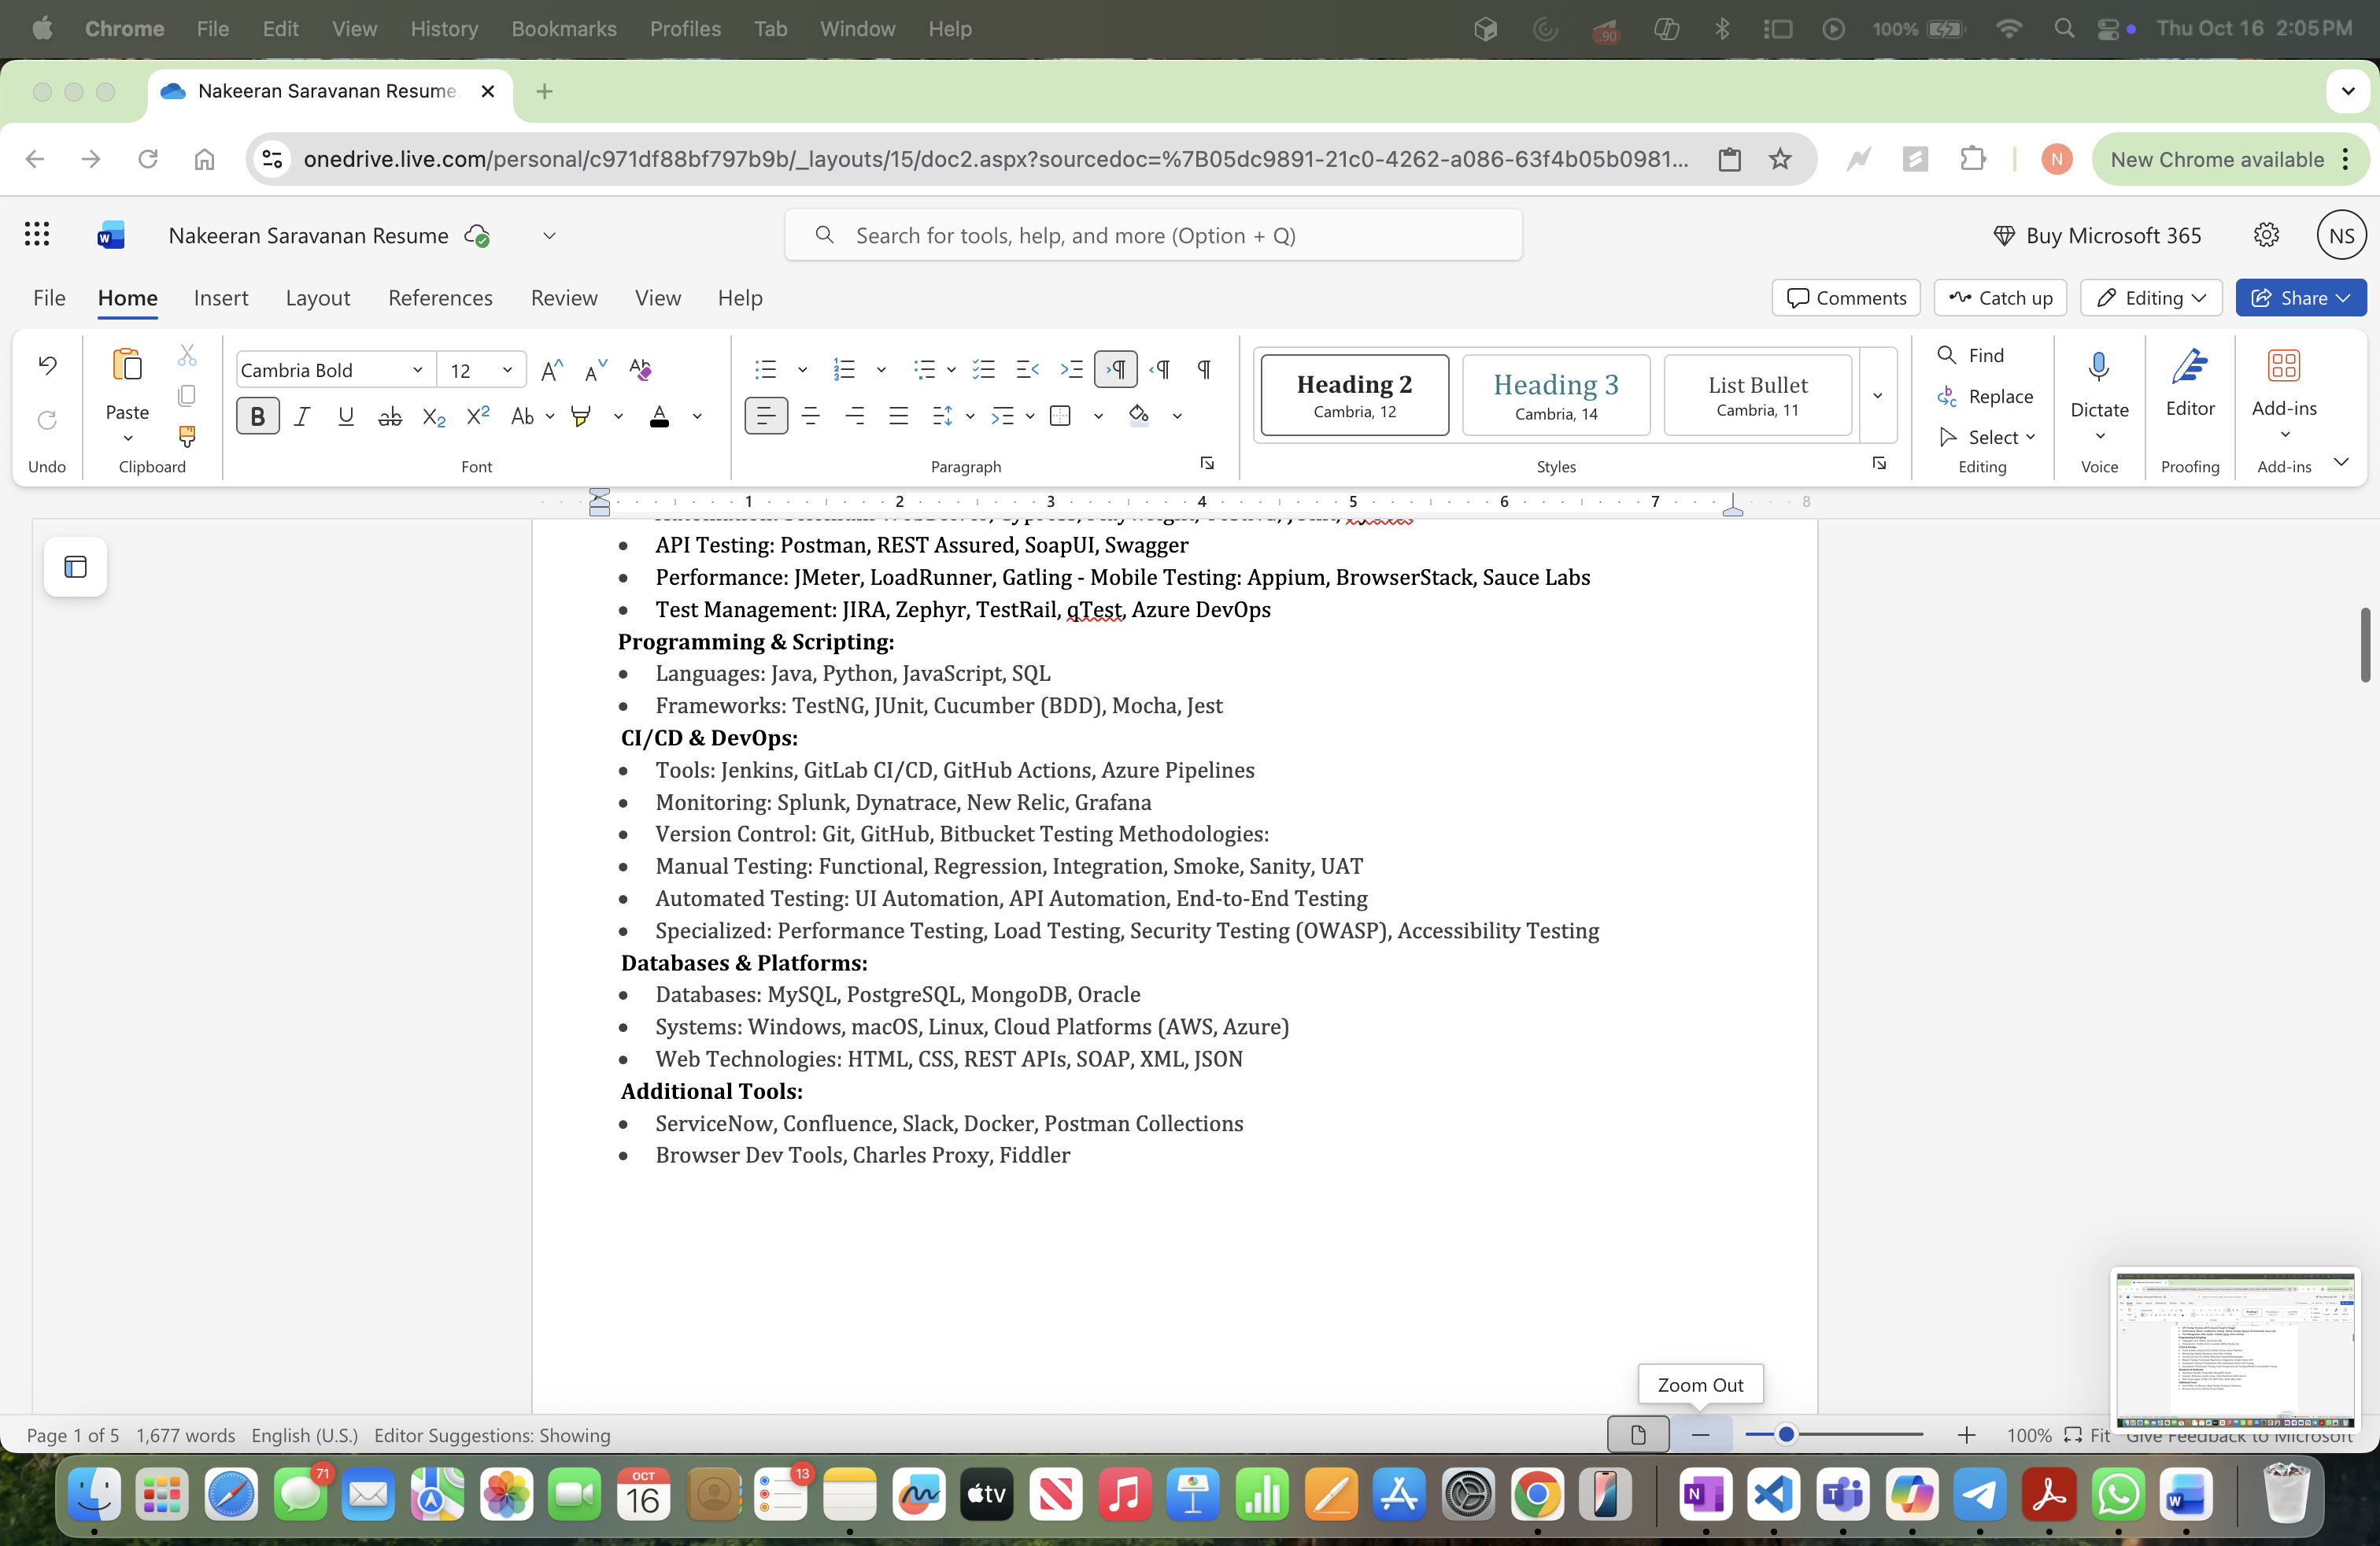 Chrome File Edit View History Bookmarks Profiles Tab Window Help ..90 100% Thu Oct 16 2:05 PM
Nakeeran Saravanan Resume
onedrive.live.com/personal/c971df88bf797b9b/_layouts/15/doc2.aspx?sourcedoc=%7B05dc9891-21c0-4262-a086-63f4b05b0981... N New Chrome available
W Nakeeran Saravanan Resume Search for tools, help, and more (Option + Q) Buy Microsoft 365 NS
File Home Insert Layout References Review View Help Comments Catch up Editing Share
Cambria Bold 12 Heading 2 Heading 3 List Bullet Find
Paste Cambria, 12 Cambria, 14 Cambria, 11 Replace Dictate Editor Add-ins
Select
Undo Clipboard Font Paragraph Styles Editing Voice Proofing Add-ins
1 2 3 4 5 6 7 8
• API Testing: Postman, REST Assured, SoapUI, Swagger
• Performance: JMeter, LoadRunner, Gatling - Mobile Testing: Appium, BrowserStack, Sauce Labs
• Test Management: JIRA, Zephyr, TestRail, qTest, Azure DevOps
Programming & Scripting:
• Languages: Java, Python, JavaScript, SQL
• Frameworks: TestNG, JUnit, Cucumber (BDD), Mocha, Jest
CI/CD & DevOps:
• Tools: Jenkins, GitLab CI/CD, GitHub Actions, Azure Pipelines
• Monitoring: Splunk, Dynatrace, New Relic, Grafana
• Version Control: Git, GitHub, Bitbucket Testing Methodologies:
• Manual Testing: Functional, Regression, Integration, Smoke, Sanity, UAT
• Automated Testing: UI Automation, API Automation, End-to-End Testing
• Specialized: Performance Testing, Load Testing, Security Testing (OWASP), Accessibility Testing
Databases & Platforms:
• Databases: MySQL, PostgreSQL, MongoDB, Oracle
• Systems: Windows, macOS, Linux, Cloud Platforms (AWS, Azure)
• Web Technologies: HTML, CSS, REST APIs, SOAP, XML, JSON
Additional Tools:
• ServiceNow, Confluence, Slack, Docker, Postman Collections
• Browser Dev Tools, Charles Proxy, Fiddler
Zoom Out
Page 1 of 5 1,677 words English (U.S.) Editor Suggestions: Showing 100% Fit Give Feedback to Microsoft
71 OCT 16 13 tv N T W